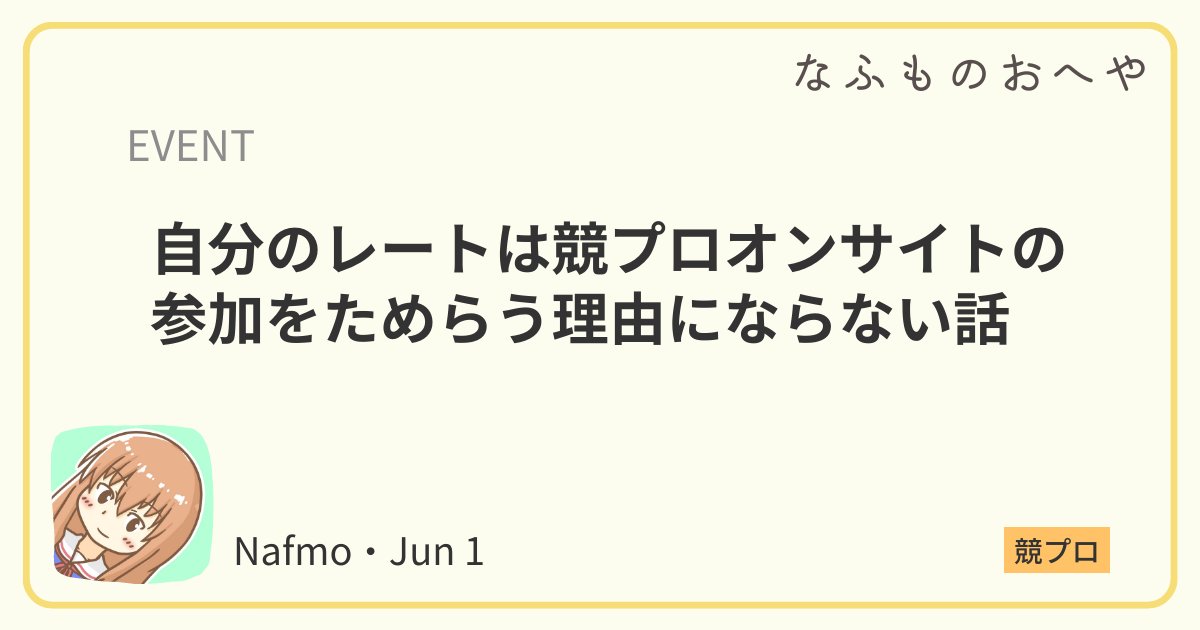 なふものおへや
EVENT
自分のレートは競プロオンサイトの
参加をためらう理由にならない話
Nafmo・Jun 1
競プロ